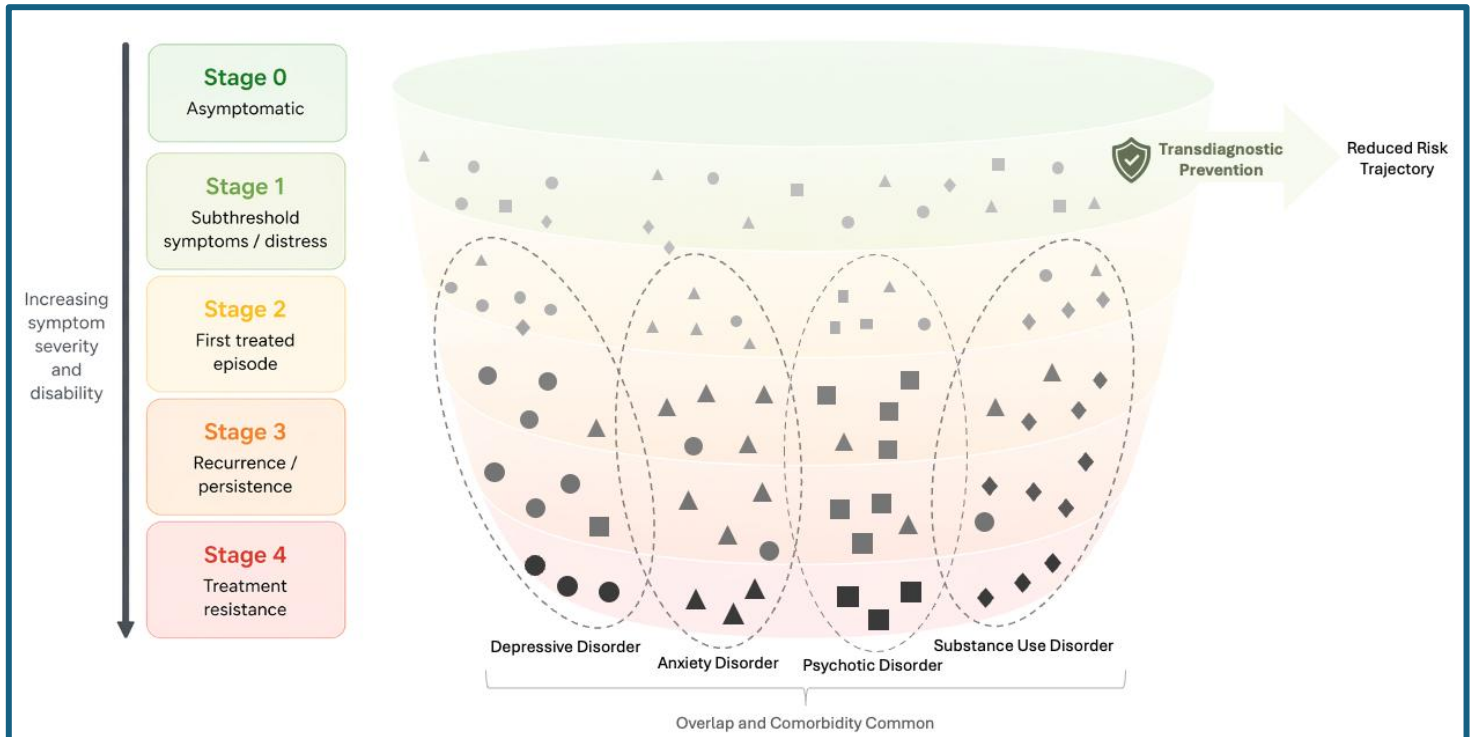 Stage 0
Asymptomatic
Stage 1
Subthreshold
symptoms / distress
Stage 2
First treated
episode
Stage 3
Recurrence /
persistence
Stage 4
Treatment
resistance
Increasing
symptom
severity
and
disability
Transdiagnostic
Prevention
Reduced Risk
Trajectory
Depressive Disorder
Anxiety Disorder
Psychotic Disorder
Substance Use Disorder
Overlap and Comorbidity Common